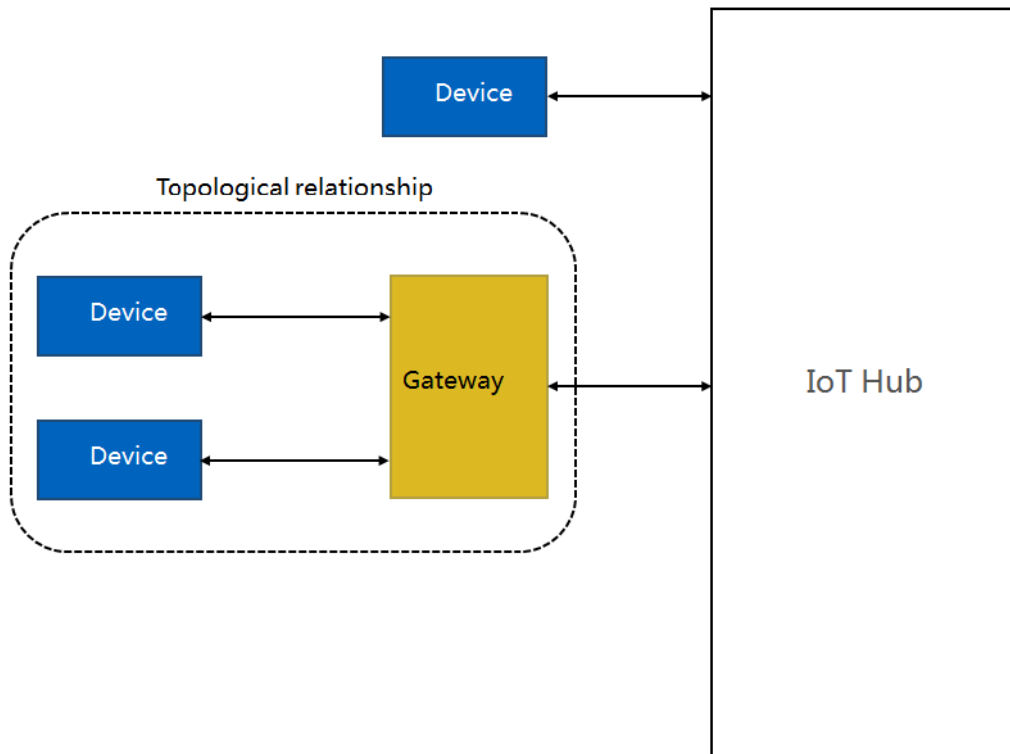 Device
Topological relationship
Device
Gateway
Device
IoT Hub